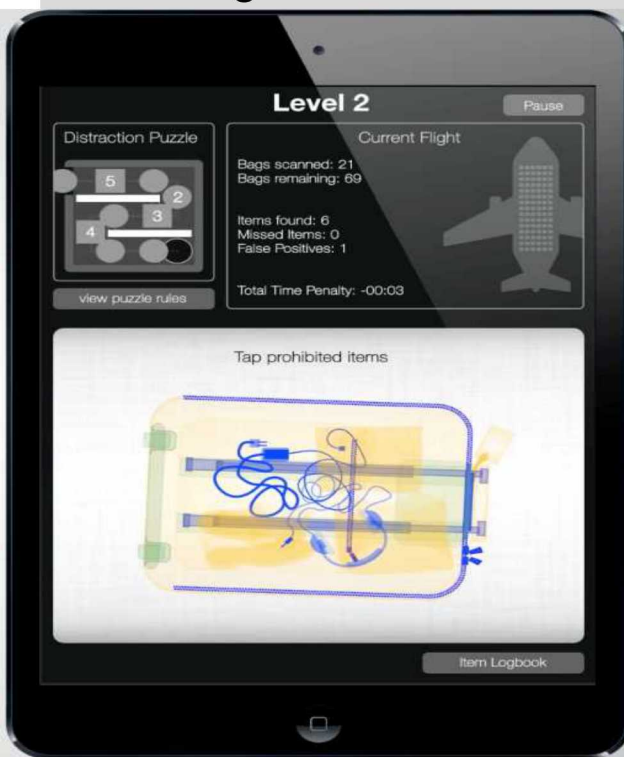 Level 2
Pause
Distraction Puzzle
5
2
3
4
view puzzle rules
Current Flight
Bags scanned: 21
Bags remaining: 69
Items found: 6
Missed Items: 0
False Positives: 1
Total Time Penalty: -00:03
Tap prohibited items
Item Logbook